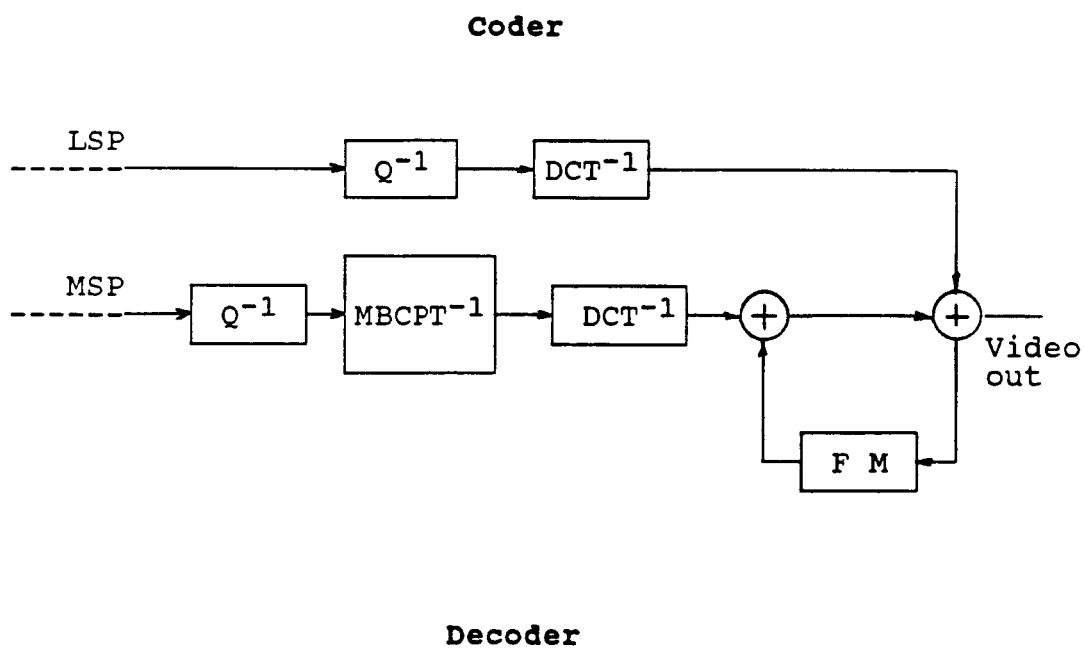 Coder
LSP
Q⁻¹
DCT⁻¹
MSP
Q⁻¹
MBCPT⁻¹
DCT⁻¹
+
+
Video
out
F M
Decoder